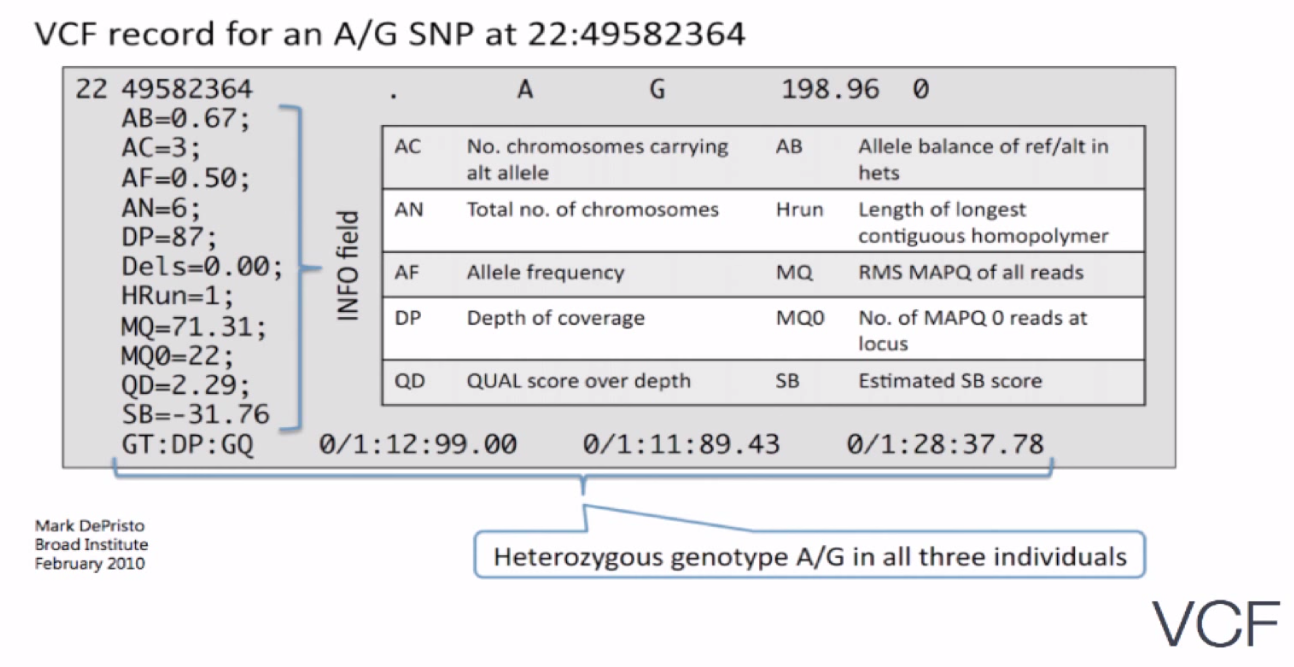 VCF record for an A/G SNP at 22:49582364
22 49582364 . A G 198.96 0
AB=0.67;
AC=3;
AF=0.50;
AN=6;
DP=87;
Dels=0.00;
HRun=1;
MQ=71.31;
MQ0=22;
QD=2.29;
SB=-31.76
GT:DP:GQ 0/1:12:99.00 0/1:11:89.43 0/1:28:37.78
INFO field
AC No. chromosomes carrying AB Allele balance of ref/alt in
alt allele hets
AN Total no. of chromosomes Hrun Length of longest
contiguous homopolymer
AF Allele frequency MQ RMS MAPQ of all reads
DP Depth of coverage MQ0 No. of MAPQ 0 reads at
locus
QD QUAL score over depth SB Estimated SB score
Heterozygous genotype A/G in all three individuals
Mark DePristo
Broad Institute
February 2010
VCF